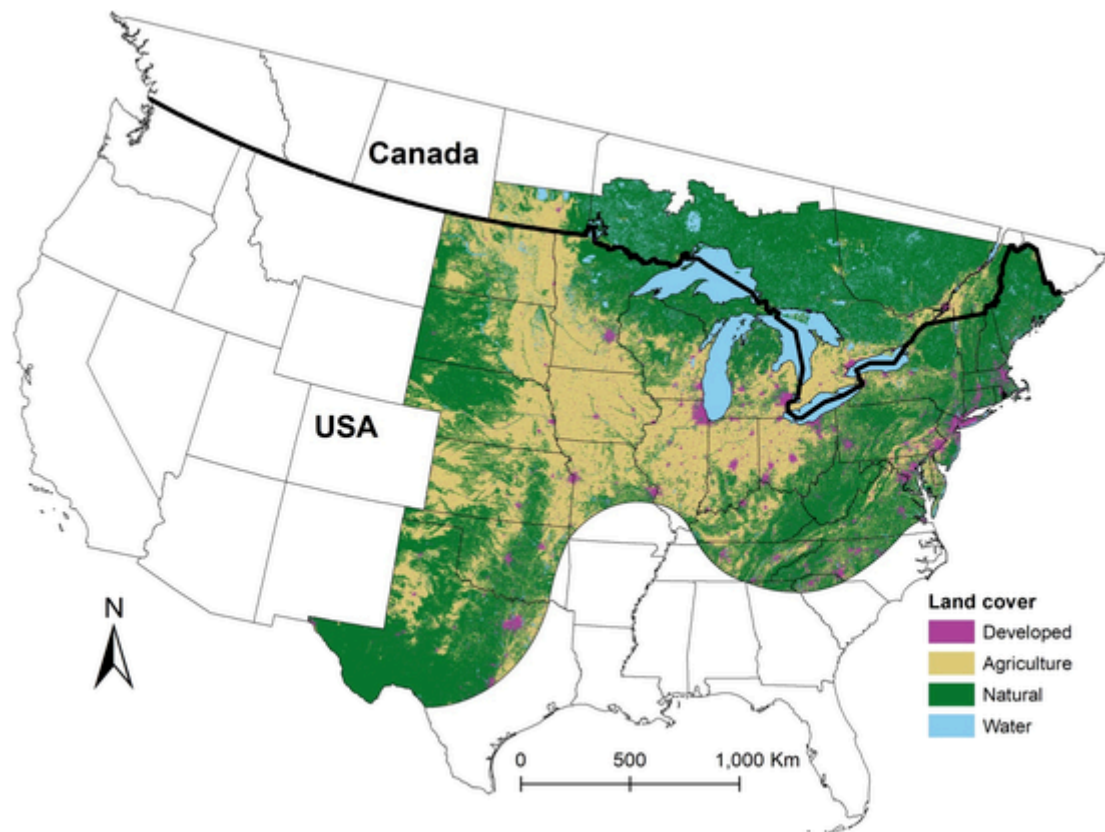 Canada
USA
N
Land cover
Developed
Agriculture
Natural
Water
0 500 1,000 Km